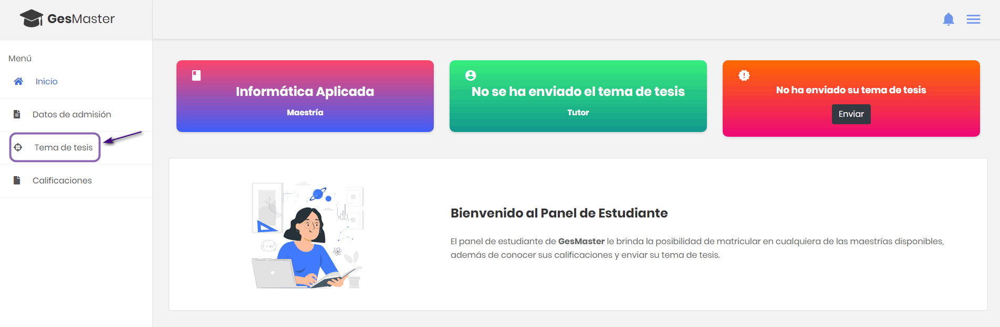 GesMaster
Menú
Inicio
Datos de admisión
Tema de tesis
Calificaciones
Informática Aplicada
Maestría
No se ha enviado el tema de tesis
Tutor
No ha enviado su tema de tesis
Enviar
Bienvenido al Panel de Estudiante
El panel de estudiante de GesMaster le brinda la posibilidad de matricular en cualquiera de las maestrías disponibles,
además de conocer sus calificaciones y enviar su tema de tesis.